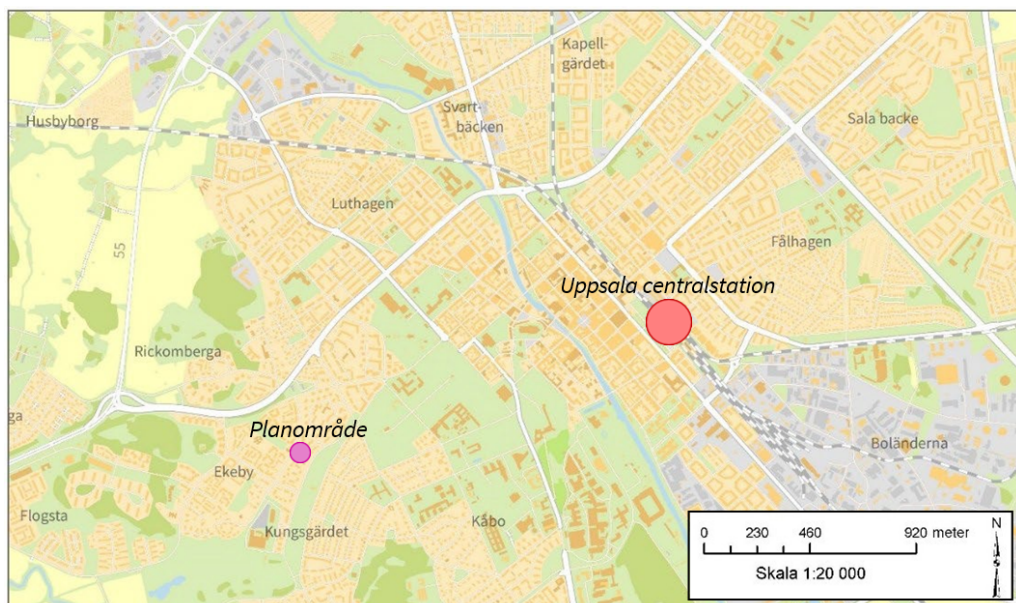 Kapell-
gärdet
Husbyborg
Svart-
bäcken
Sala backe
Luthagen
55
Fålhagen
Uppsala centralstation
Rickomberga
ga
Planområde
Ekeby
Boländerna
Flogsta
Kungsgärdet
Kåbo
0 230 460 920 meter
N
Skala 1:20 000